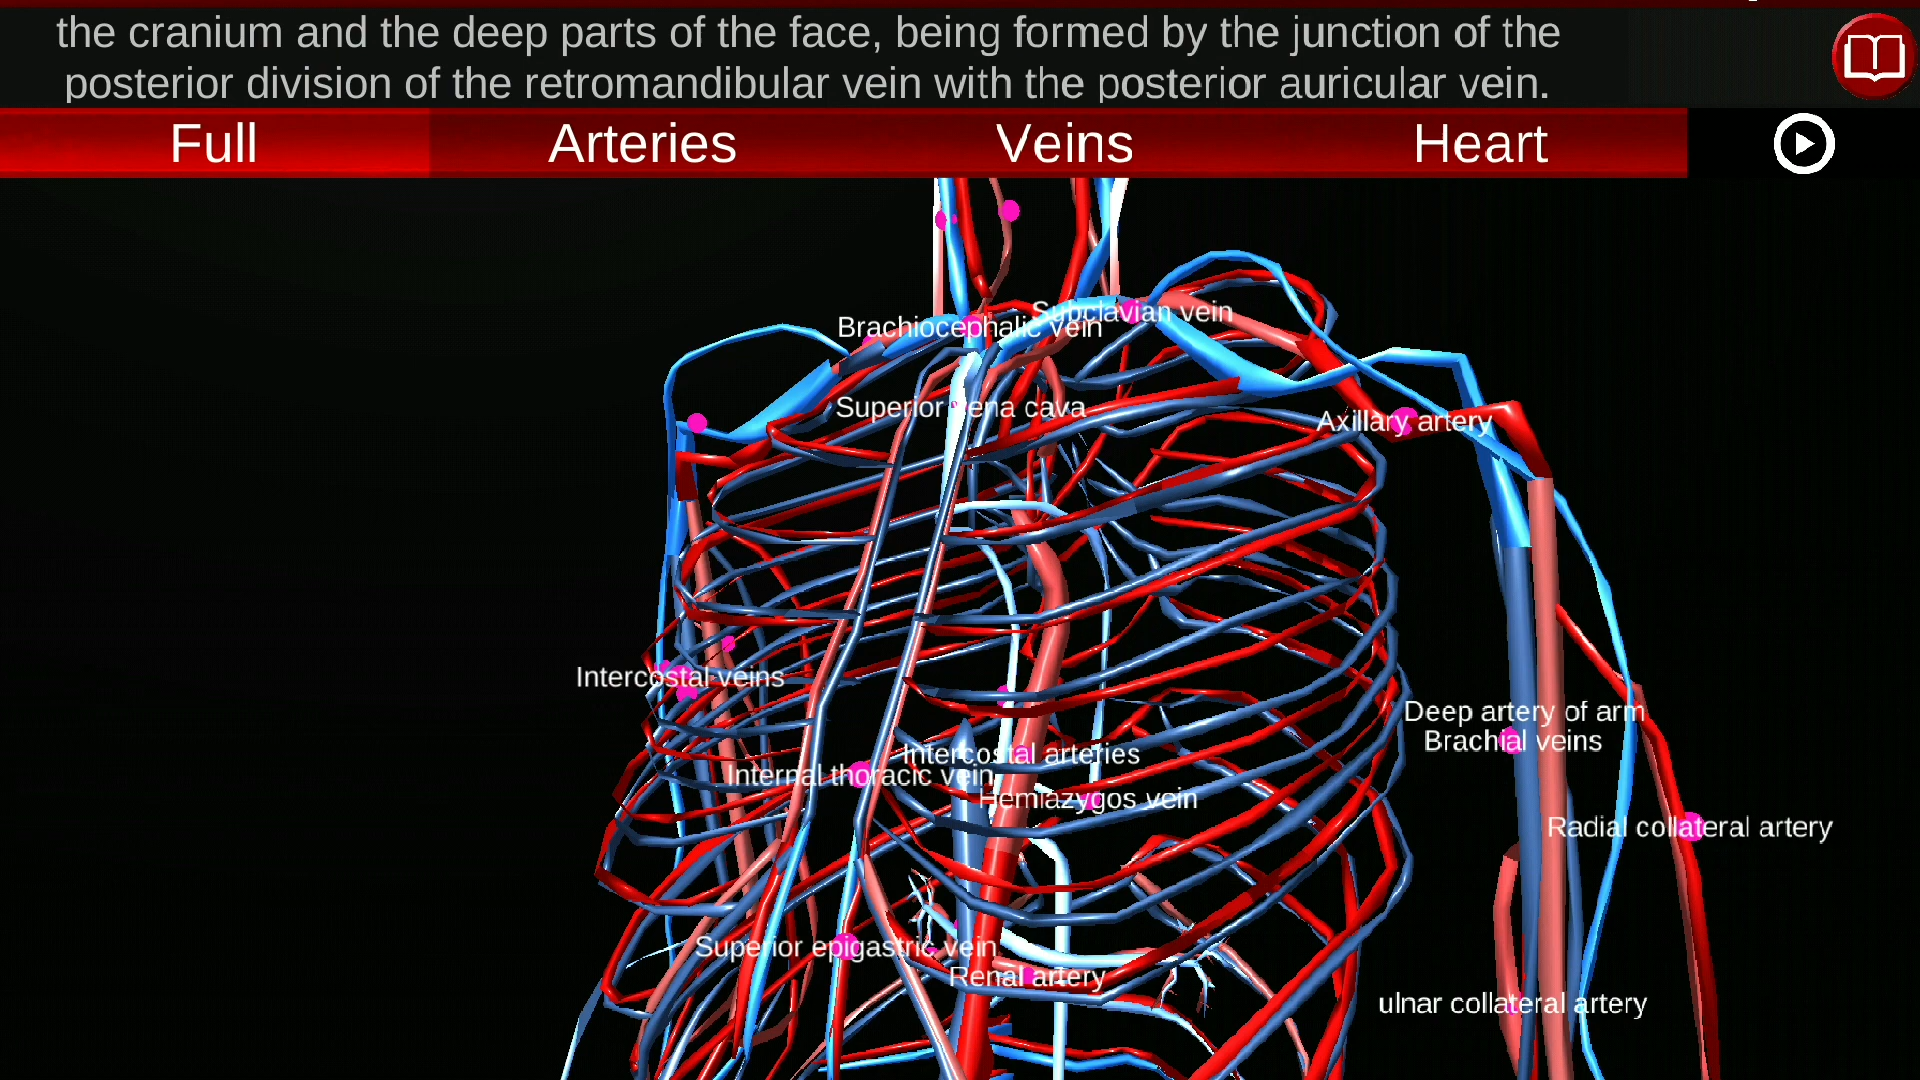 the cranium and the deep parts of the face, being formed by the junction of the
posterior division of the retromandibular vein with the posterior auricular vein.
Full Arteries Veins Heart
Subclavian vein
Brachiocephalic vein
Superior vena cava
Axillary artery
Intercostal veins
Deep artery of arm
Brachial veins
Intercostal arteries
Internal thoracic vein
Hemiazygos vein
Radial collateral artery
Superior epigastric vein
Renal artery
ulnar collateral artery